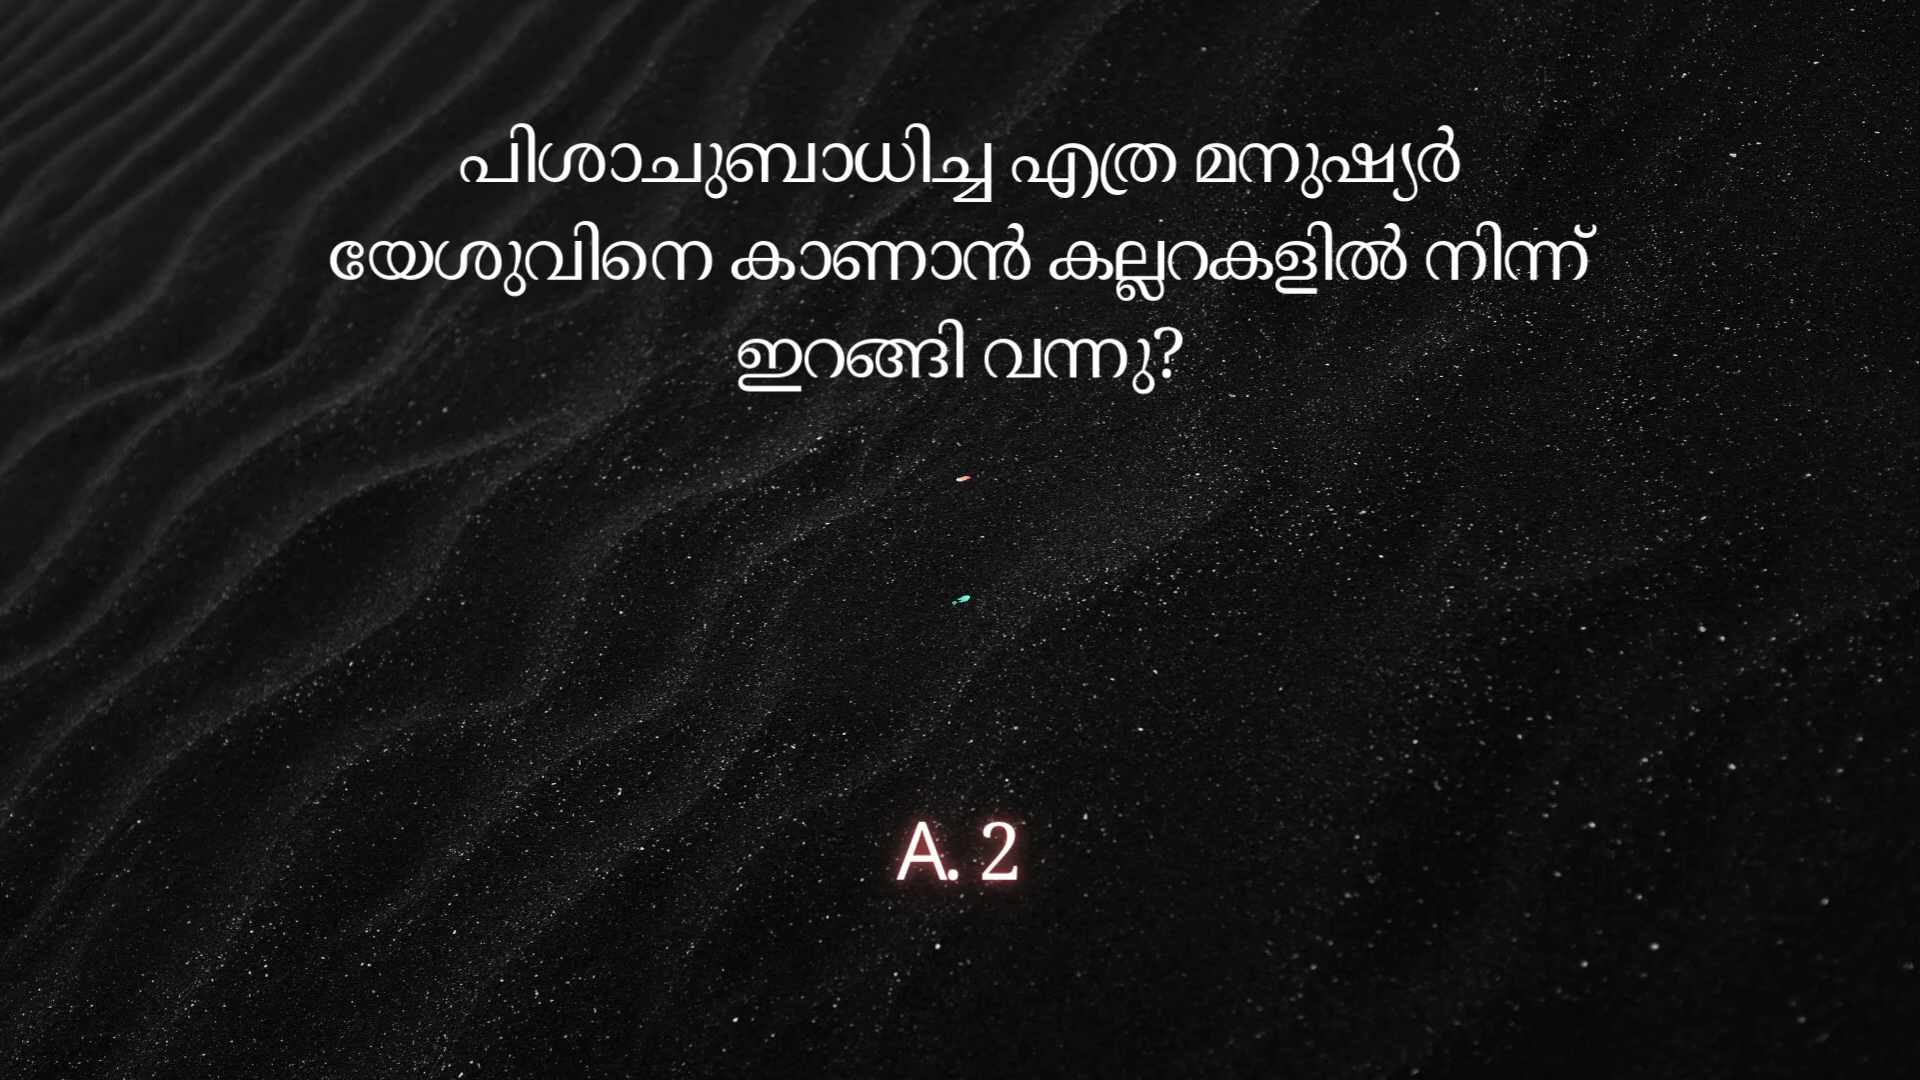 പിശാചുബാധിച്ച എത്ര മനുഷ്യർ
യേശുവിനെ കാണാൻ കല്ലറകളിൽ നിന്ന്
ഇറങ്ങി വന്നു?
A. 2